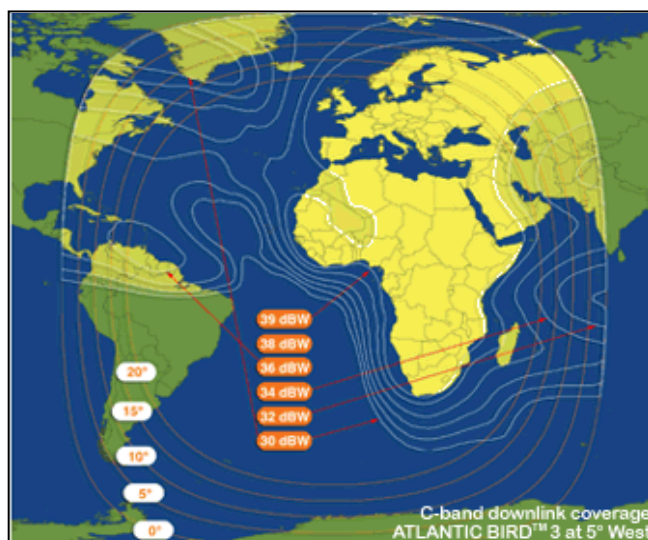 39 dBW
38 dBW
36 dBW
34 dBW
32 dBW
30 dBW
20°
15°
10°
5°
0°
C-band downlink coverage
ATLANTIC BIRD™ 3 at 5° West